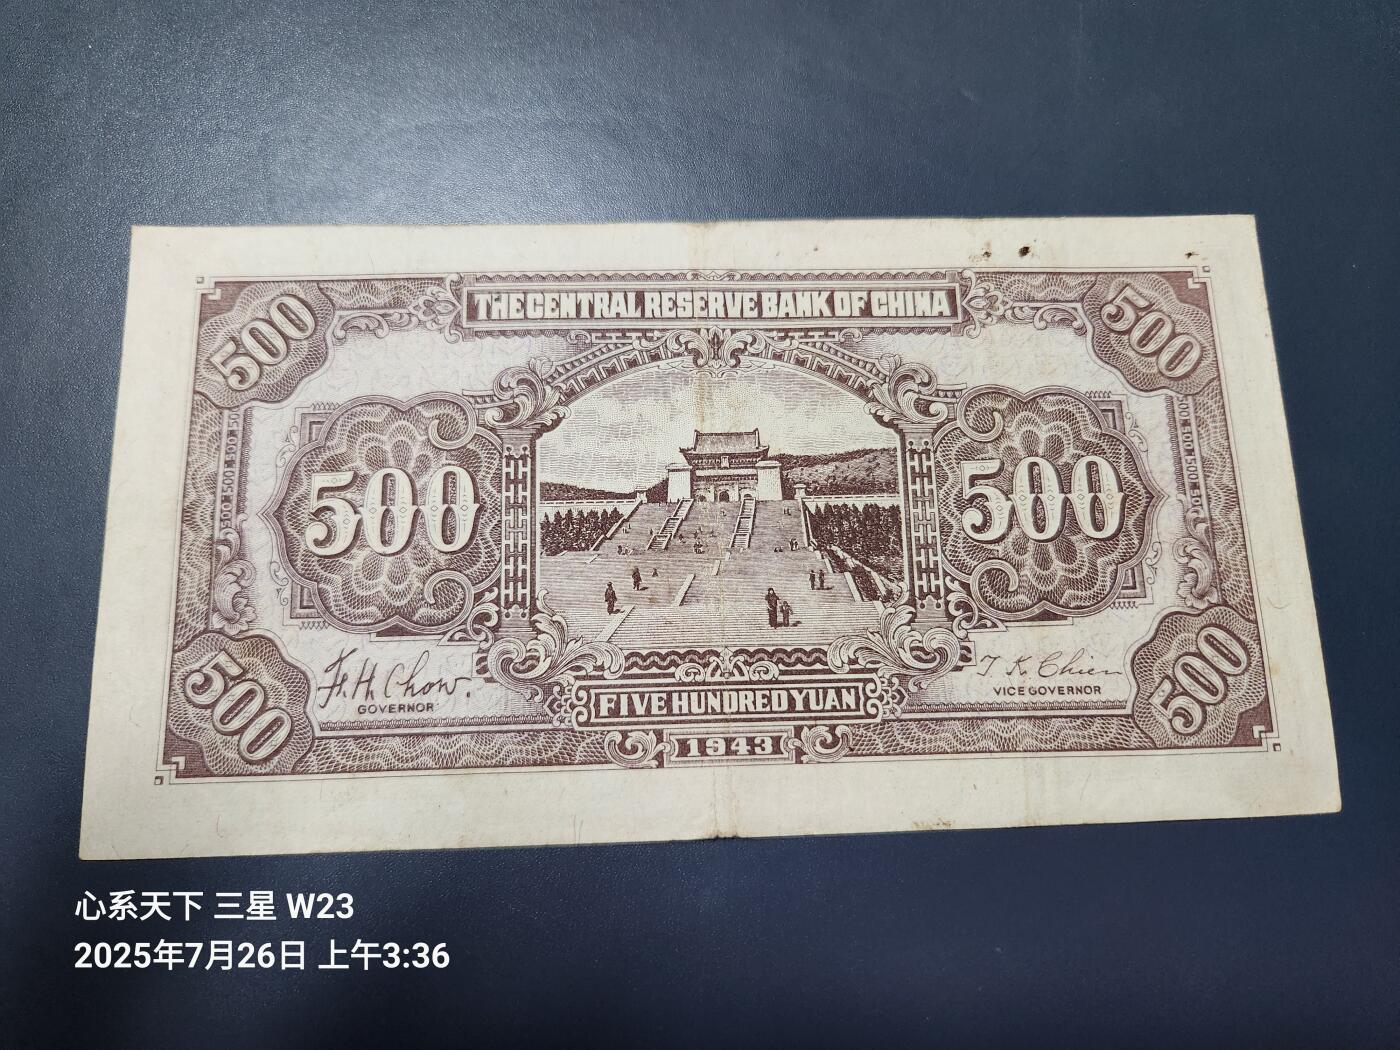 THE CENTRAL RESERVE BANK OF CHINA
500
500
500
500
F. H. Chow.
GOVERNOR
T K Chien
VICE GOVERNOR
500
500
FIVE HUNDRED YUAN
1943
心系天下 三星 W23
2025年7月26日 上午3:36